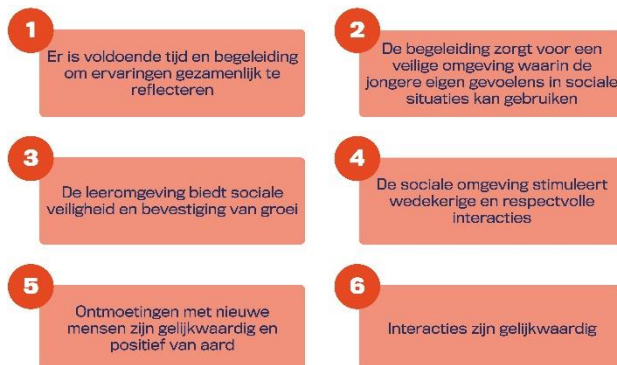 1
Er is voldoende tijd en begeleiding
om ervaringen gezamenlijk te
reflecteren
2
De begeleiding zorgt voor een
veilige omgeving waarin de
jongere eigen gevoelens in sociale
situaties kan gebruiken
3
De leeromgeving biedt sociale
veiligheid en bevestiging van groei
4
De sociale omgeving stimuleert
wedekerige en respectvolle
interacties
5
Ontmoetingen met nieuwe
mensen zijn gelijkwaardig en
positief van aard
6
Interacties zijn gelijkwaardig